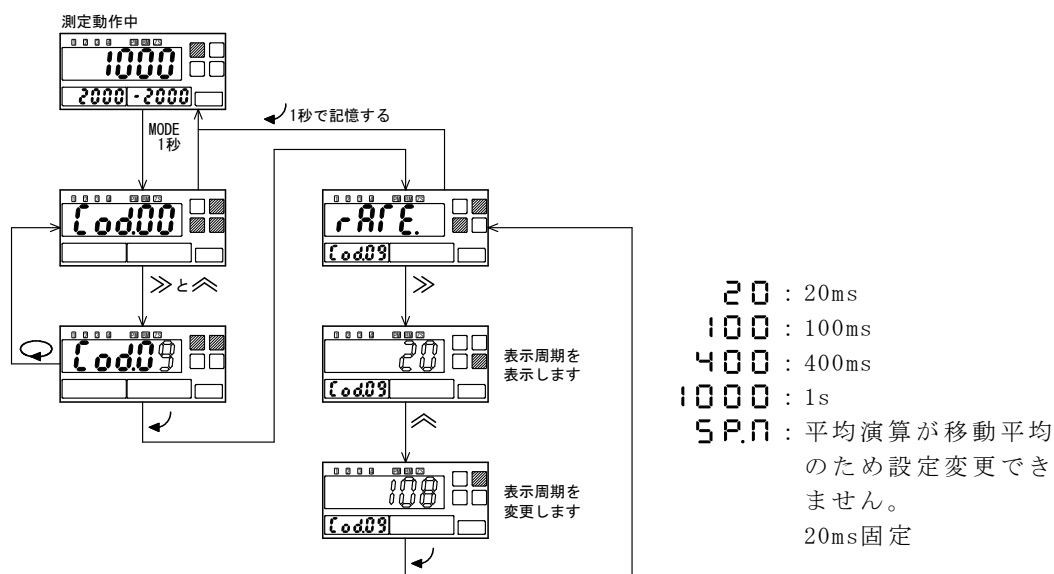 測定動作中
1000
2000 -2000
MODE
1秒
1秒で記憶する
Cod.00
rATE.
Cod.09
≫と︽
≫
Cod.09
20
Cod.09
表示周期を
表示します
︽
108
Cod.09
表示周期を
変更します
20 : 20ms
100 : 100ms
400 : 400ms
1000 : 1s
SP.n : 平均演算が移動平均
のため設定変更でき
ません。
20ms固定